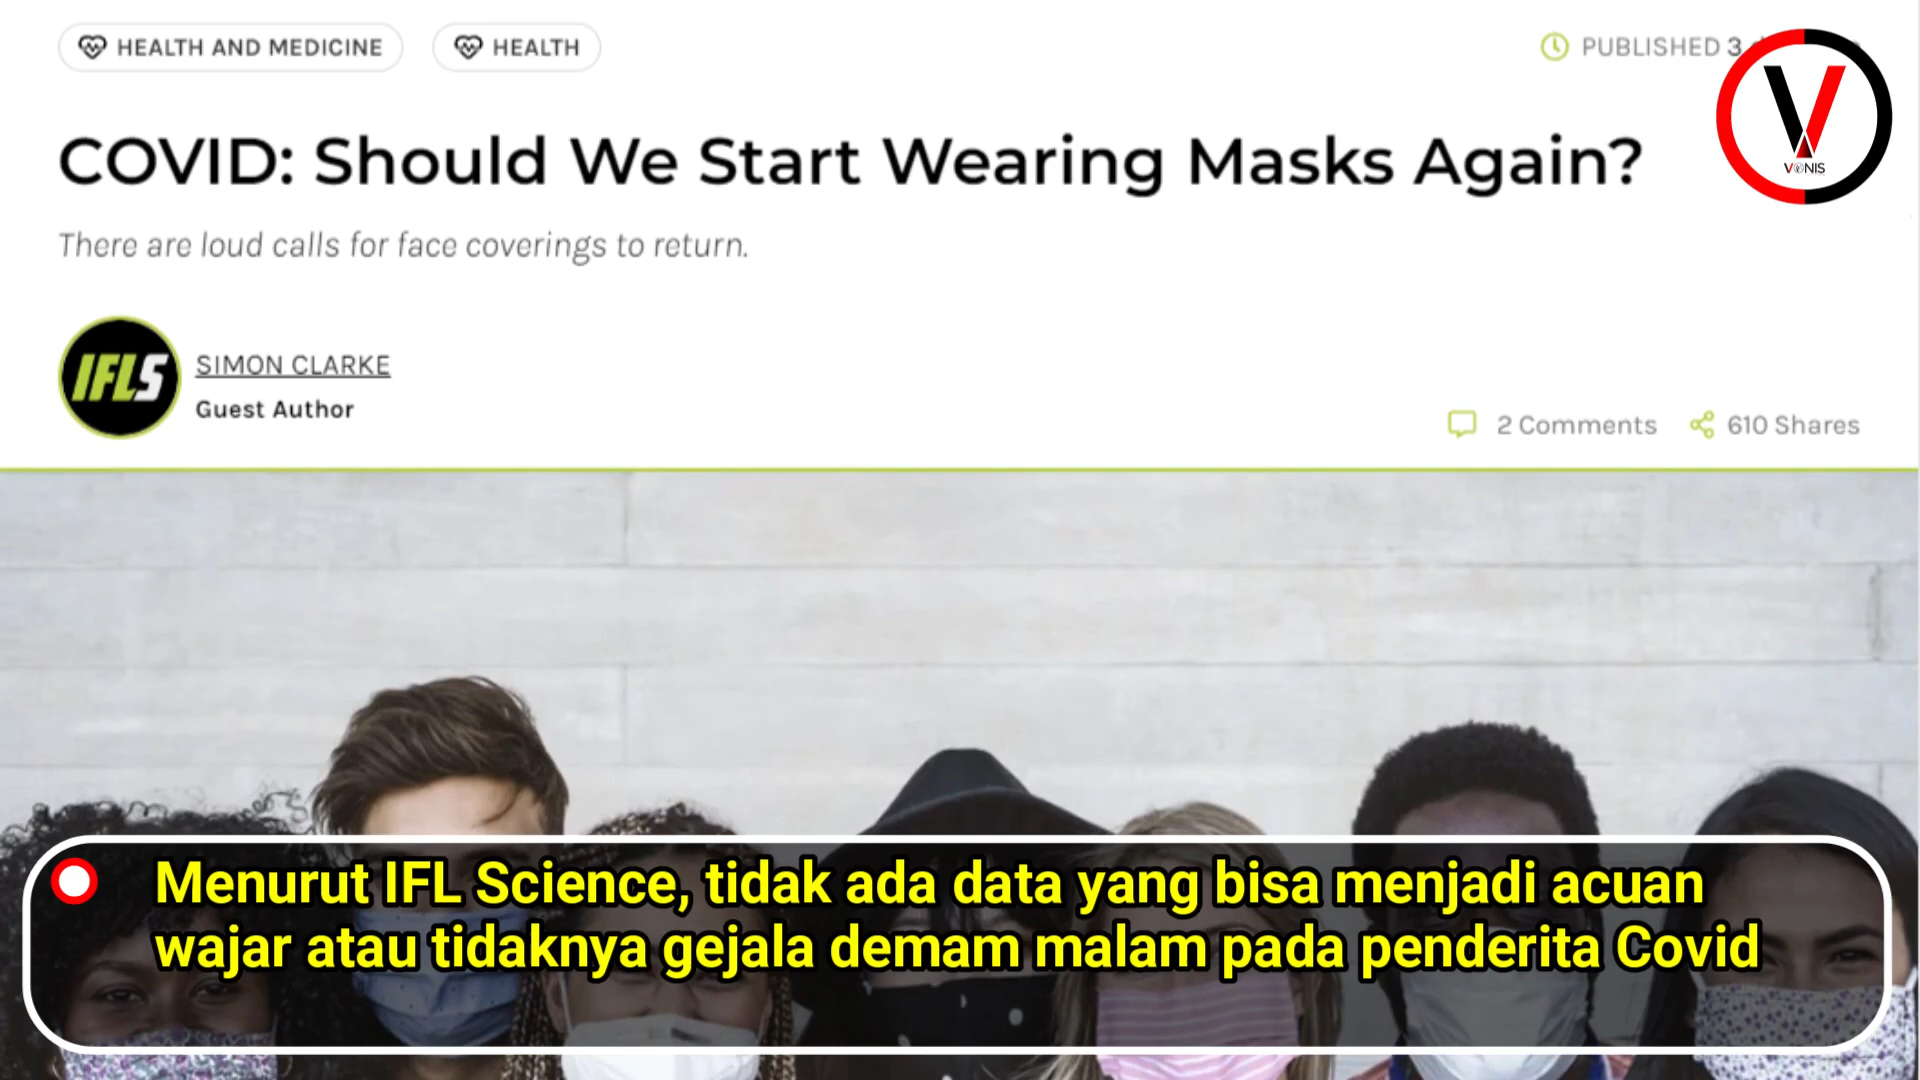 HEALTH AND MEDICINE
HEALTH
PUBLISHED 3
COVID: Should We Start Wearing Masks Again?
VONIS
There are loud calls for face coverings to return.
IFLS
SIMON CLARKE
Guest Author
2 Comments
610 Shares
Menurut IFL Science, tidak ada data yang bisa menjadi acuan
wajar atau tidaknya gejala demam malam pada penderita Covid